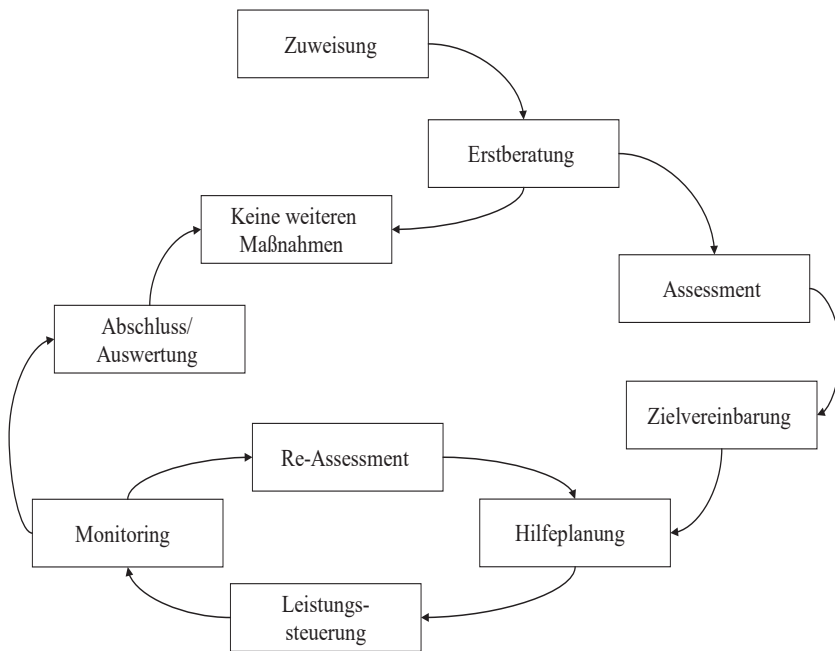 Zuweisung
Erstberatung
Keine weiteren
Maßnahmen
Assessment
Abschluss/
Auswertung
Zielvereinbarung
Re-Assessment
Monitoring
Hilfeplanung
Leistungs-
steuerung